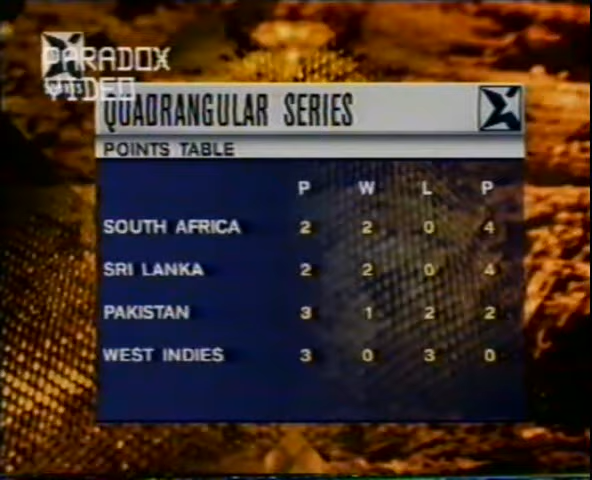 PARADOX
VIDEO
QUADRANGULAR SERIES
POINTS TABLE
P W L P
SOUTH AFRICA 2 2 0 4
SRI LANKA 2 2 0 4
PAKISTAN 3 1 2 2
WEST INDIES 3 0 3 0